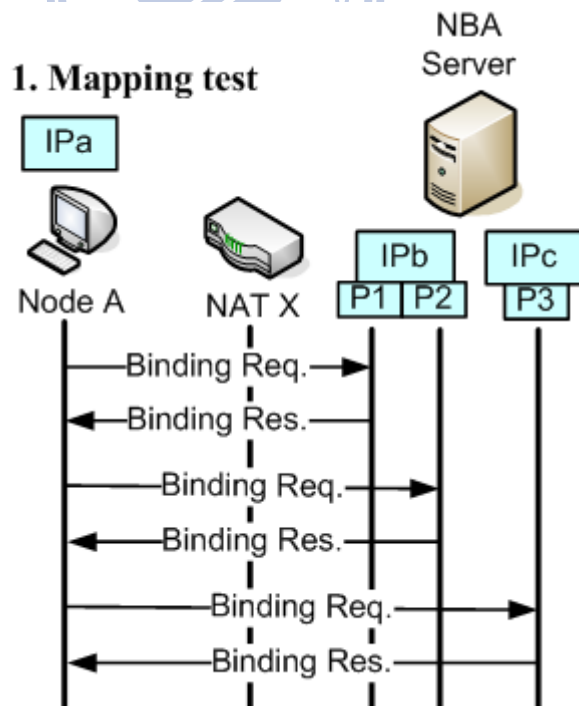 NBA
Server
1. Mapping test
IPa
IPb
IPc
P1 P2
P3
Node A
NAT X
Binding Req.
Binding Res.
Binding Req.
Binding Res.
Binding Req.
Binding Res.